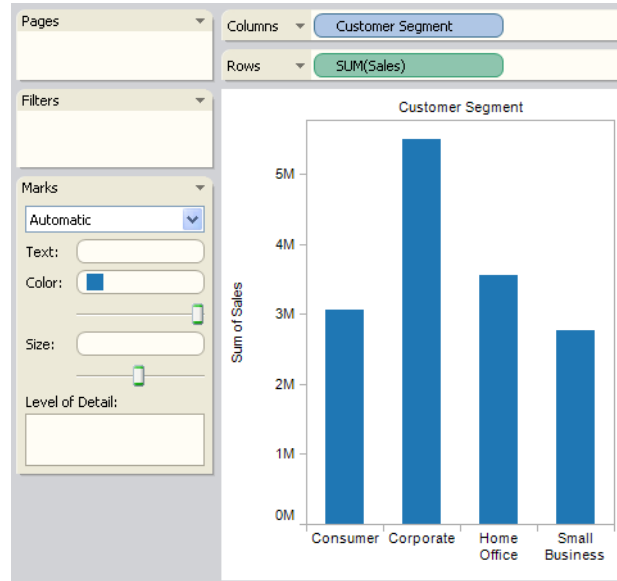 Pages
Columns Customer Segment
Rows SUM(Sales)
Filters
Marks
Automatic
Text:
Color:
Size:
Level of Detail:
Customer Segment
Sum of Sales
5M
4M
3M
2M
1M
0M
Consumer Corporate Home Office Small Business